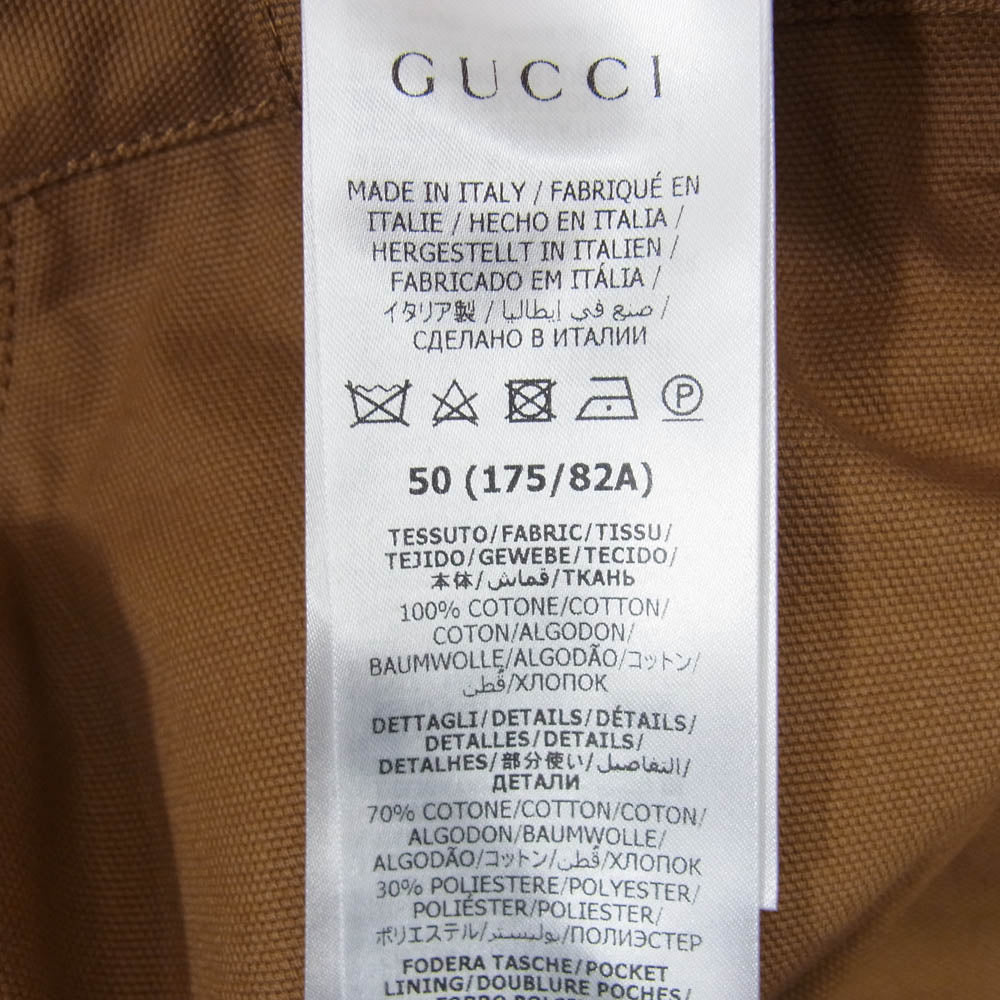 GUCCI
MADE IN ITALY / FABRIQUÉ EN
ITALIE / HECHO EN ITALIA /
HERGESTELLT IN ITALIEN /
FABRICADO EM ITÁLIA /
イタリア製 / صنع في إيطاليا /
СДЕЛАНО В ИТАЛИИ
P
50 (175/82A)
TESSUTO/FABRIC/TISSU/
TEJIDO/GEWEBE/TECIDO/
本体/قماش/ТКАНЬ
100% COTONE/COTTON/
COTON/ALGODON/
BAUMWOLLE/ALGODÃO/コットン/
قُطن/ХЛОПОК
DETTAGLI/DETAILS/DÉTAILS/
DETALLES/DETAILS/
DETALHES/部分使い/التفاصيل/
ДЕТАЛИ
70% COTONE/COTTON/COTON/
ALGODON/BAUMWOLLE/
ALGODÃO/コットン/قُطن/ХЛОПОК
30% POLIESTERE/POLYESTER/
POLIÉSTER/POLIESTER/
ポリエステル/بوليستر/ПОЛИЭСТЕР
FODERA TASCHE/POCKET
LINING/DOUBLURE POCHES/